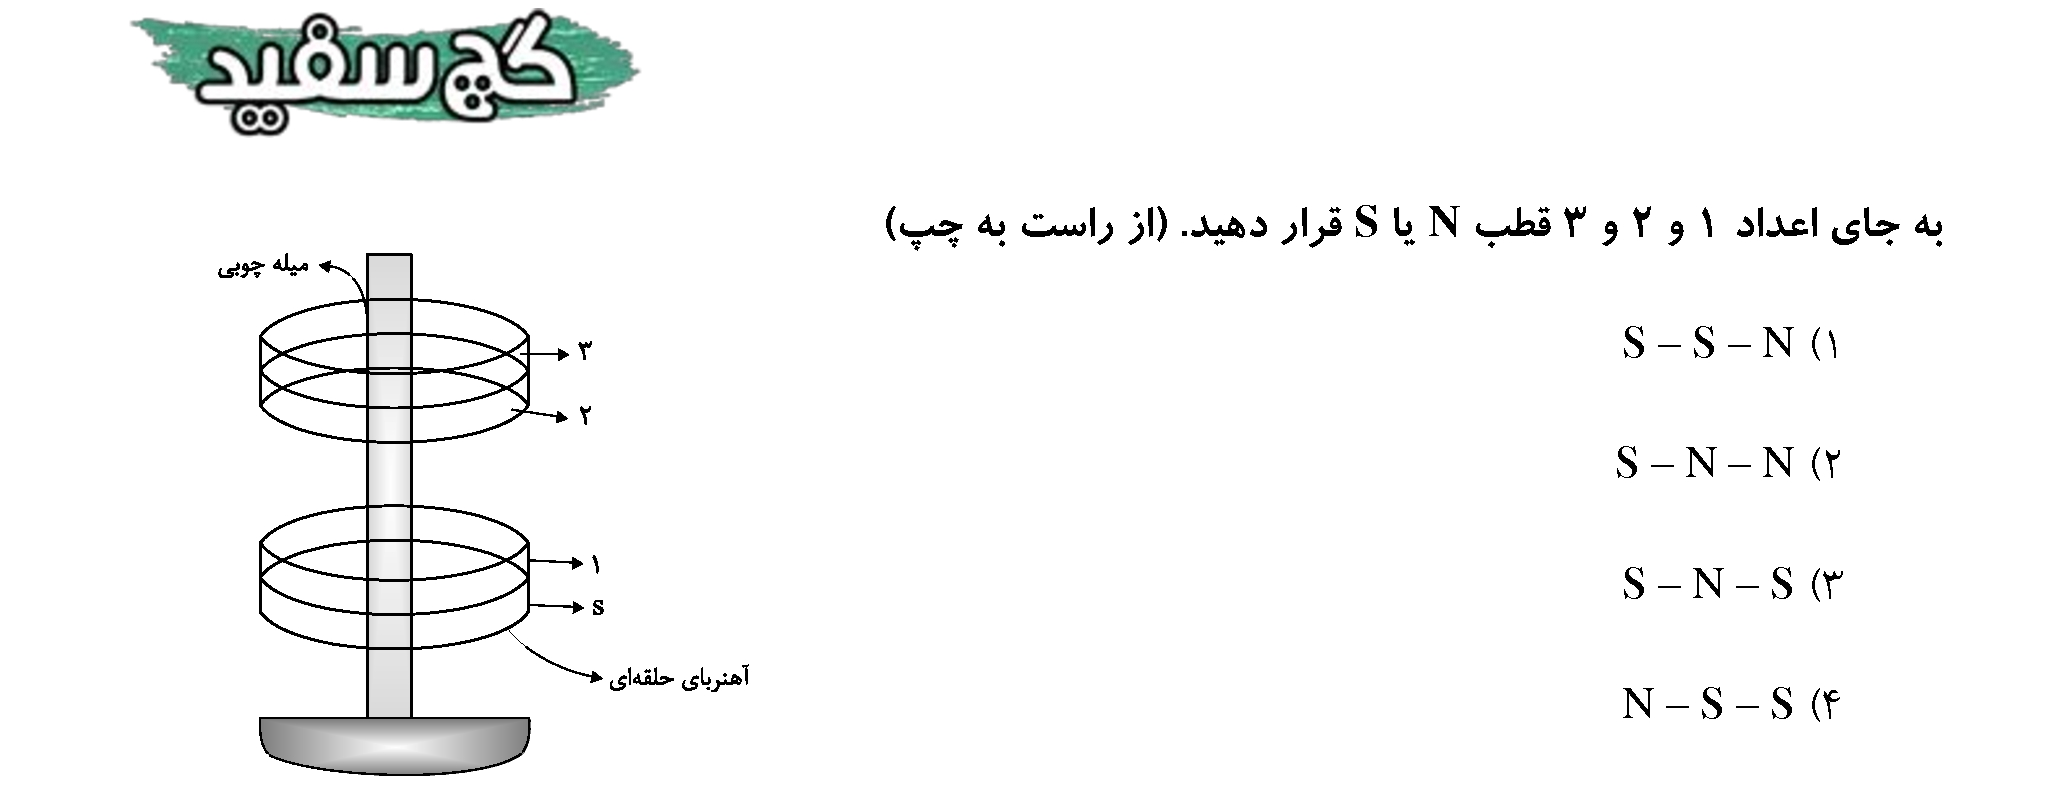 گچ سفید
به جای اعداد ۱ و ۲ و ۳ قطب N یا S قرار دهید. (از راست به چپ)
۱) S – S – N
۲) S – N – N
۳) S – N – S
۴) N – S – S
میله چوبی
۳
۲
۱
s
آهنربای حلقه‌ای